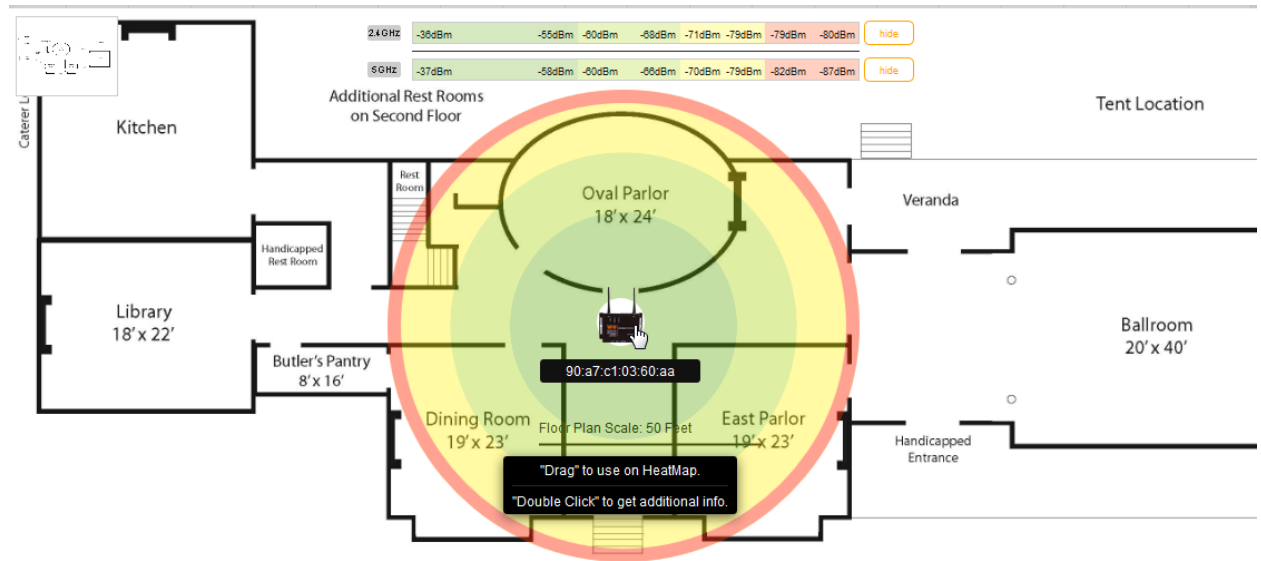 2.4 GHz -36dBm -55dBm -60dBm -68dBm -71dBm -79dBm -79dBm -80dBm hide
5 GHz -37dBm -58dBm -60dBm -66dBm -70dBm -79dBm -82dBm -87dBm hide
Additional Rest Rooms
on Second Floor
Tent Location
Kitchen
Caterer
Rest
Room
Oval Parlor
18' x 24'
Veranda
Handicapped
Rest Room
Library
18' x 22'
Ballroom
20' x 40'
Butler's Pantry
8' x 16'
90:a7:c1:03:60:aa
Dining Room
19' x 23'
Floor Plan Scale: 50 Feet
East Parlor
19' x 23'
Handicapped
Entrance
"Drag" to use on HeatMap.
"Double Click" to get additional info.